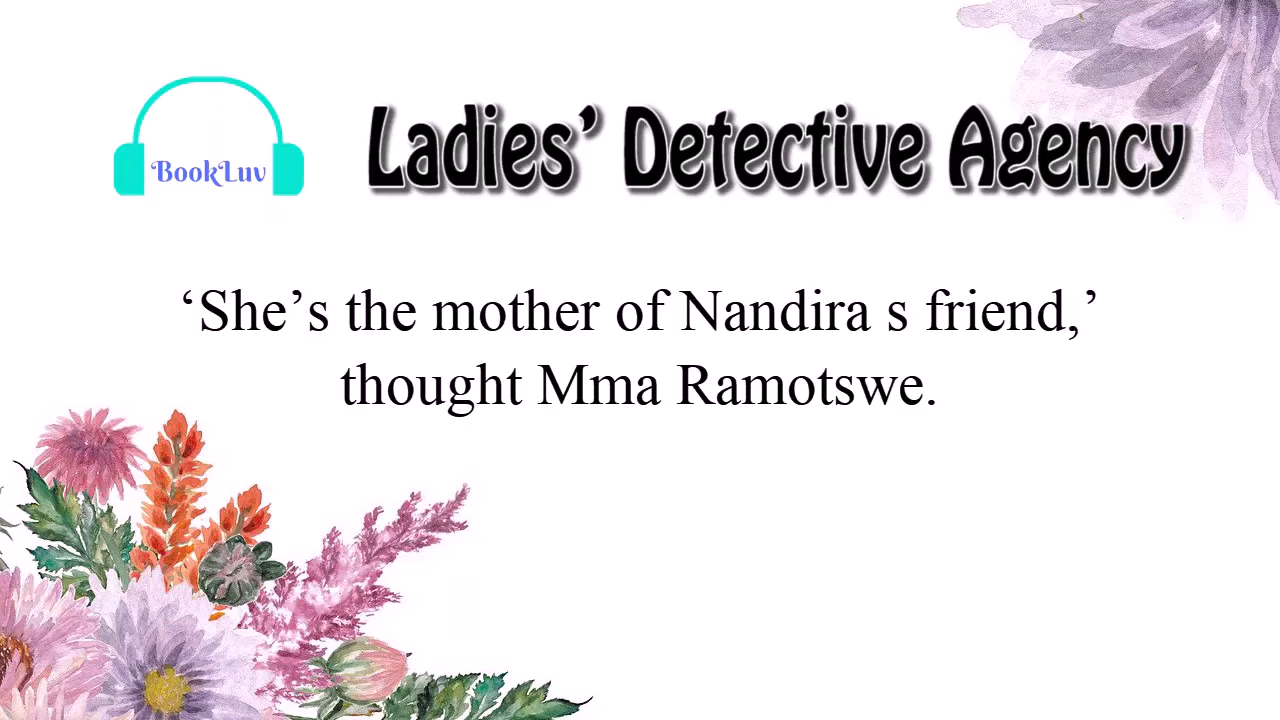 BookLuv
Ladies’ Detective Agency
‘She’s the mother of Nandira s friend,’
thought Mma Ramotswe.